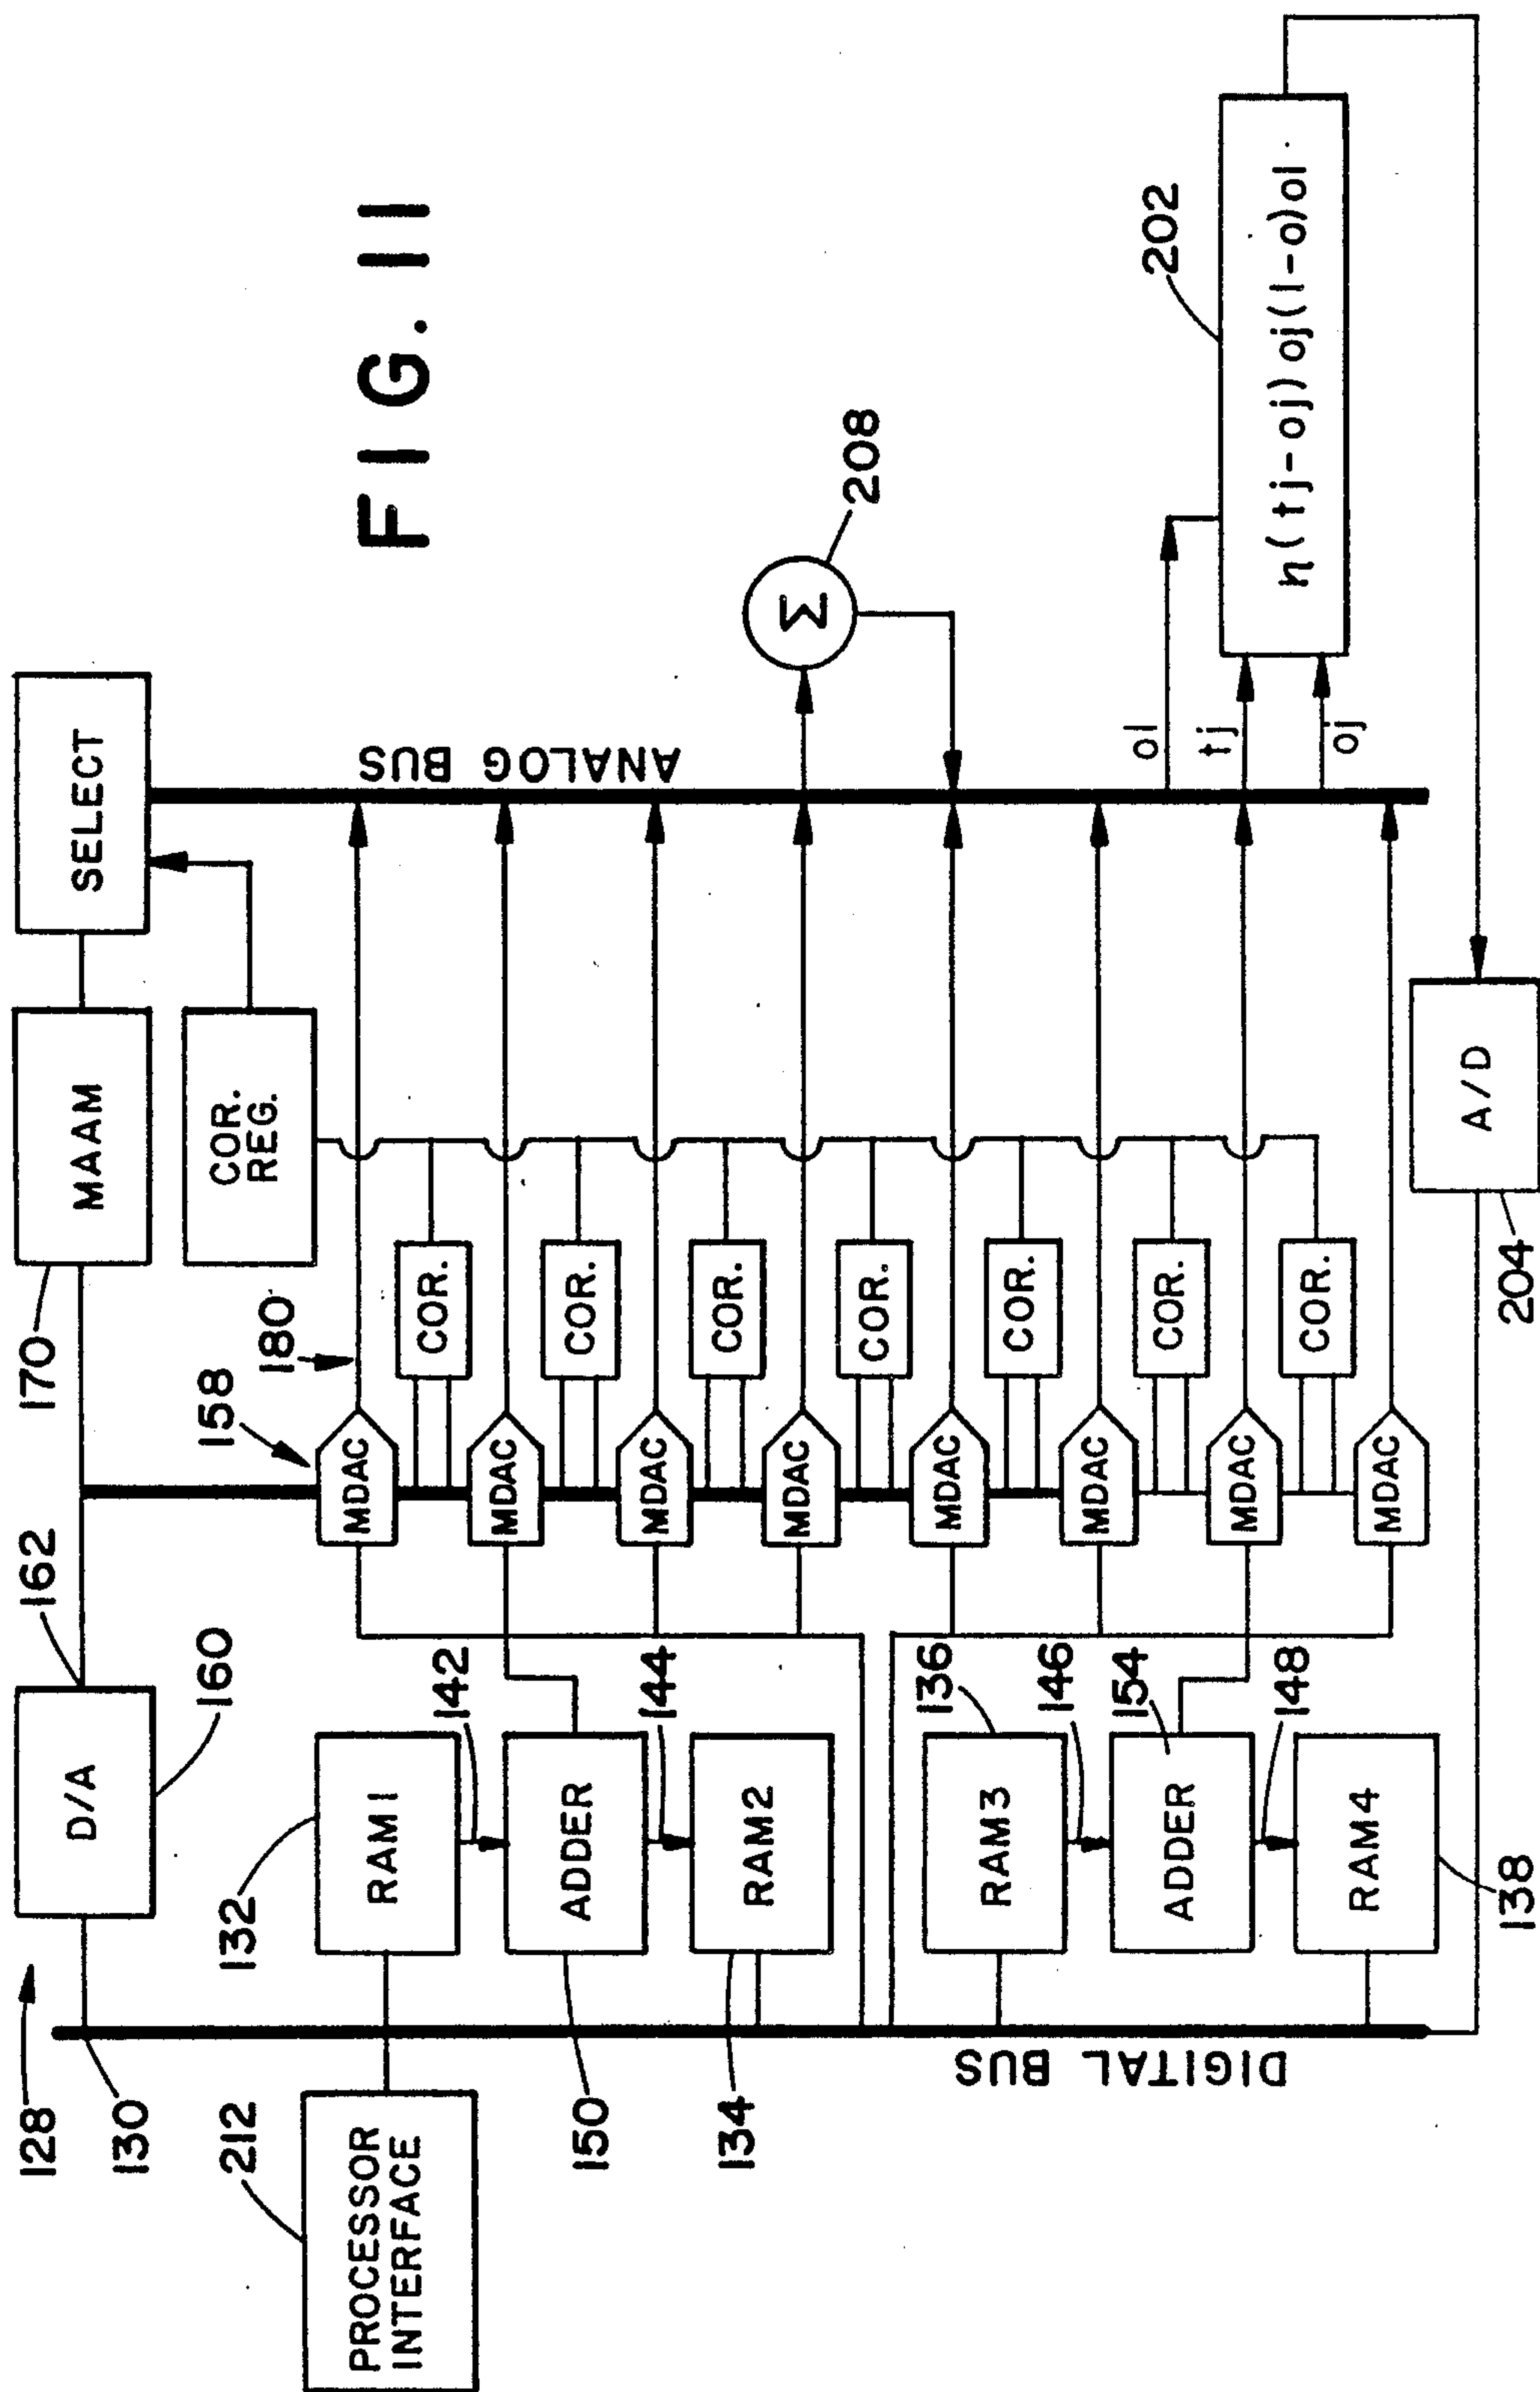 FIG. 11
128
130
162
160
D/A
170
MAAM
SELECT
212
PROCESSOR
INTERFACE
132
RAM1
142
150
ADDER
144
134
RAM2
158
180
COR.
REG.
MDAC
COR.
MDAC
COR.
MDAC
COR.
MDAC
COR.
MDAC
COR.
MDAC
COR.
MDAC
COR.
MDAC
ANALOG BUS
Σ
208
136
RAM3
146
154
ADDER
148
RAM4
138
DIGITAL BUS
ol
tj
oj
202
η(tj-oj)oj(1-o)ol
A/D
204